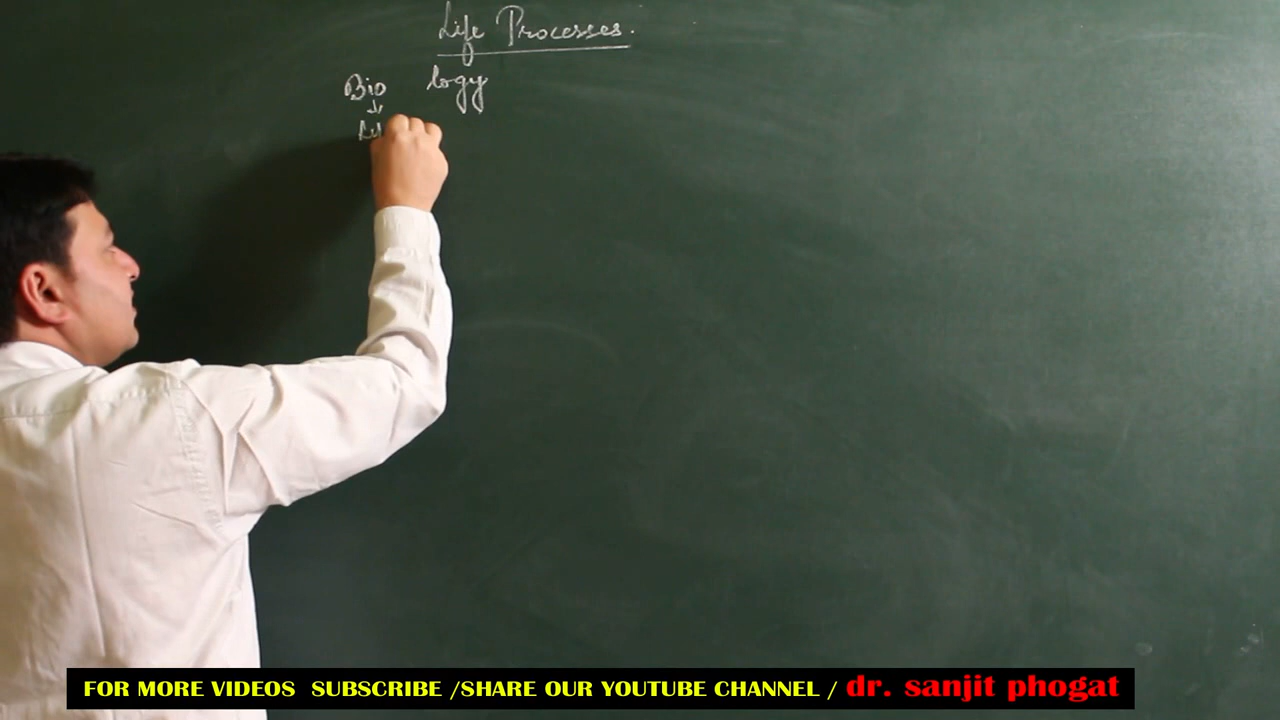 Life Processes.
Bio logy
FOR MORE VIDEOS SUBSCRIBE /SHARE OUR YOUTUBE CHANNEL / dr. sanjit phogat